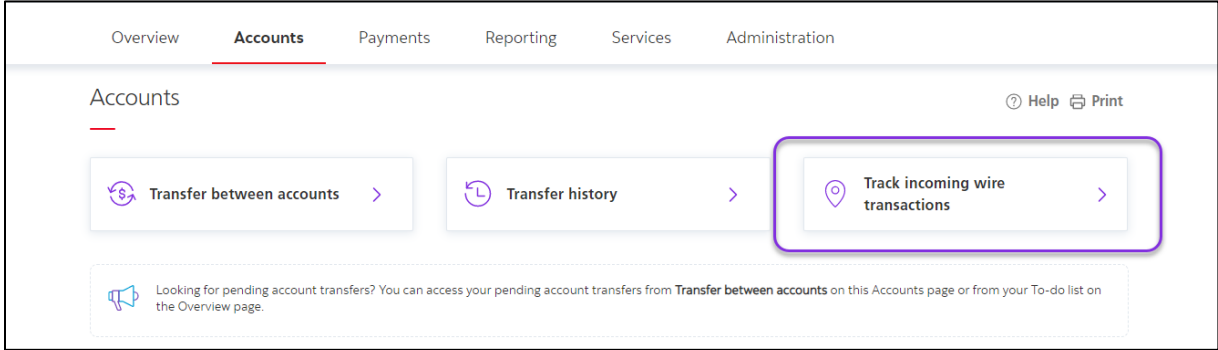 Overview Accounts Payments Reporting Services Administration
Accounts
Help Print
Transfer between accounts
Transfer history
Track incoming wire
transactions
Looking for pending account transfers? You can access your pending account transfers from Transfer between accounts on this Accounts page or from your To-do list on
the Overview page.